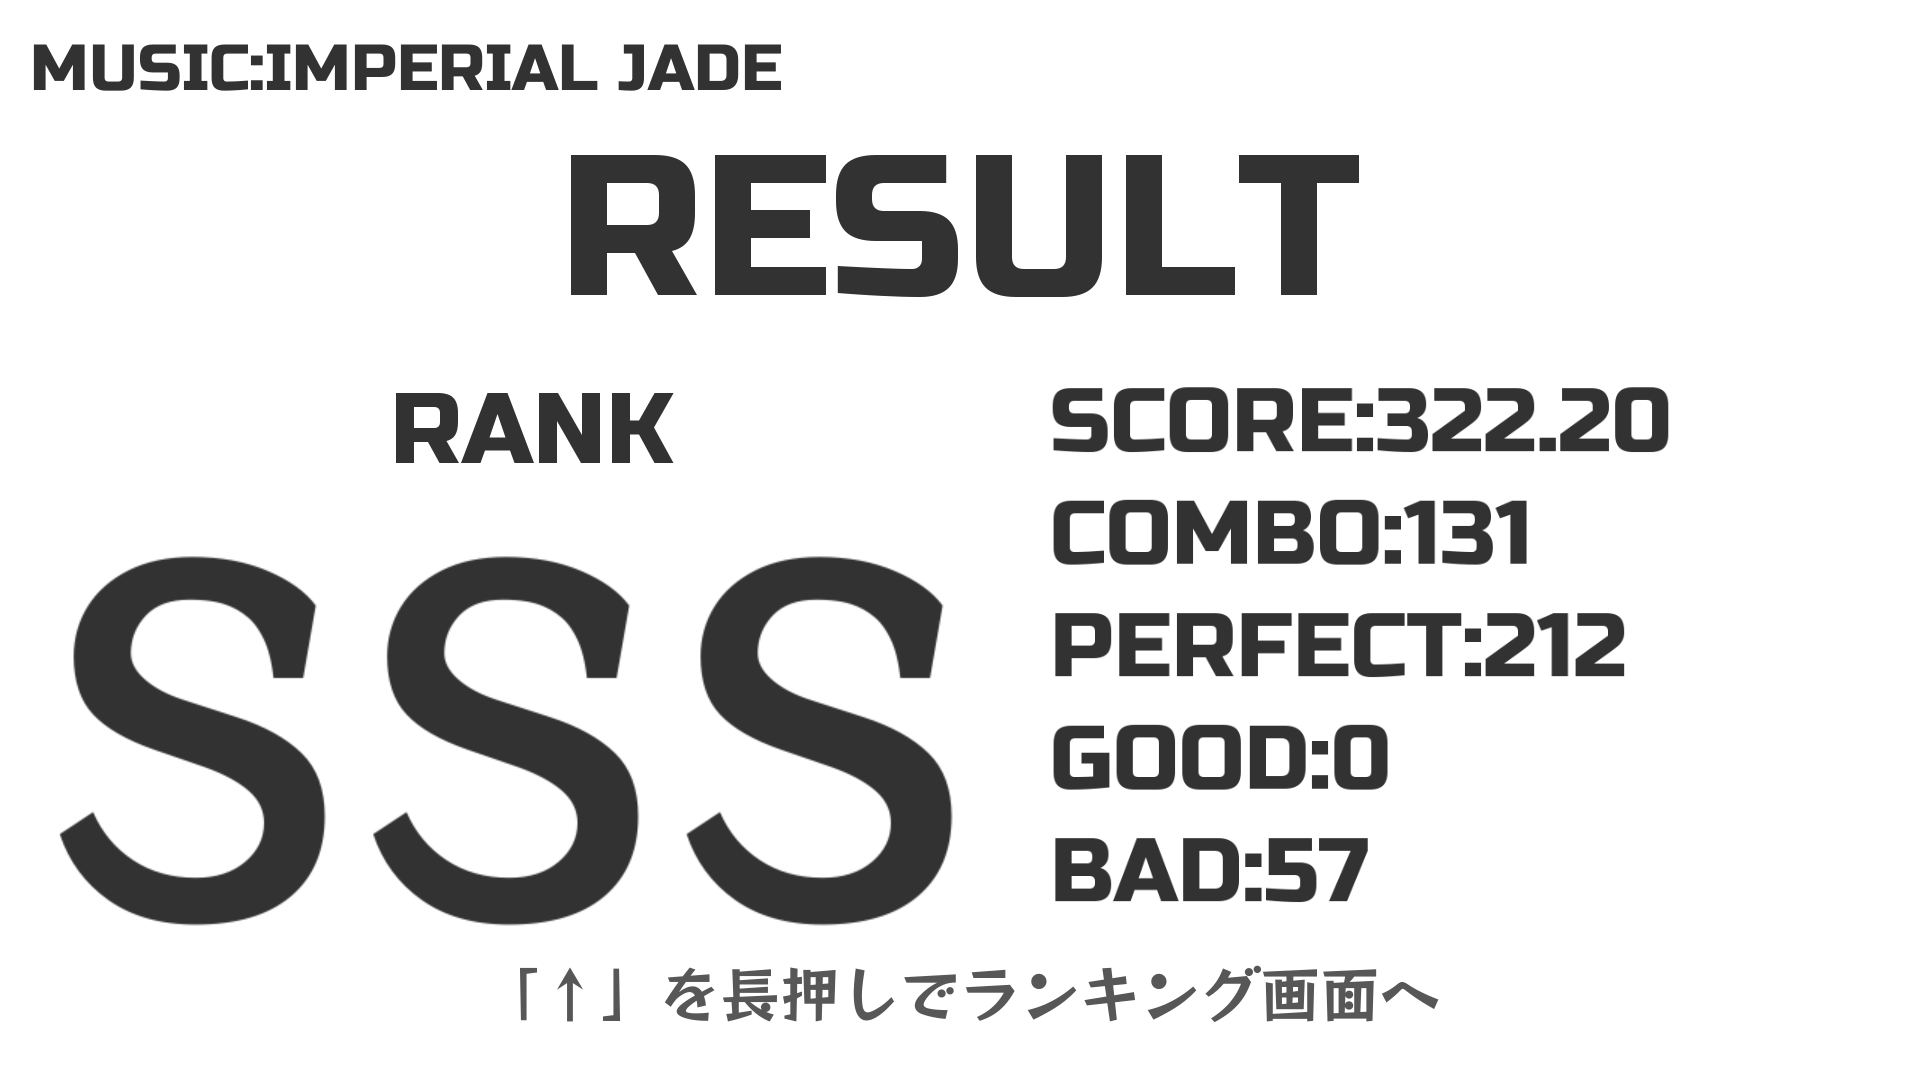 MUSIC:IMPERIAL JADE
RESULT
RANK
SSS
SCORE:322.20
COMBO:131
PERFECT:212
GOOD:0
BAD:57
「↑」を長押しでランキング画面へ